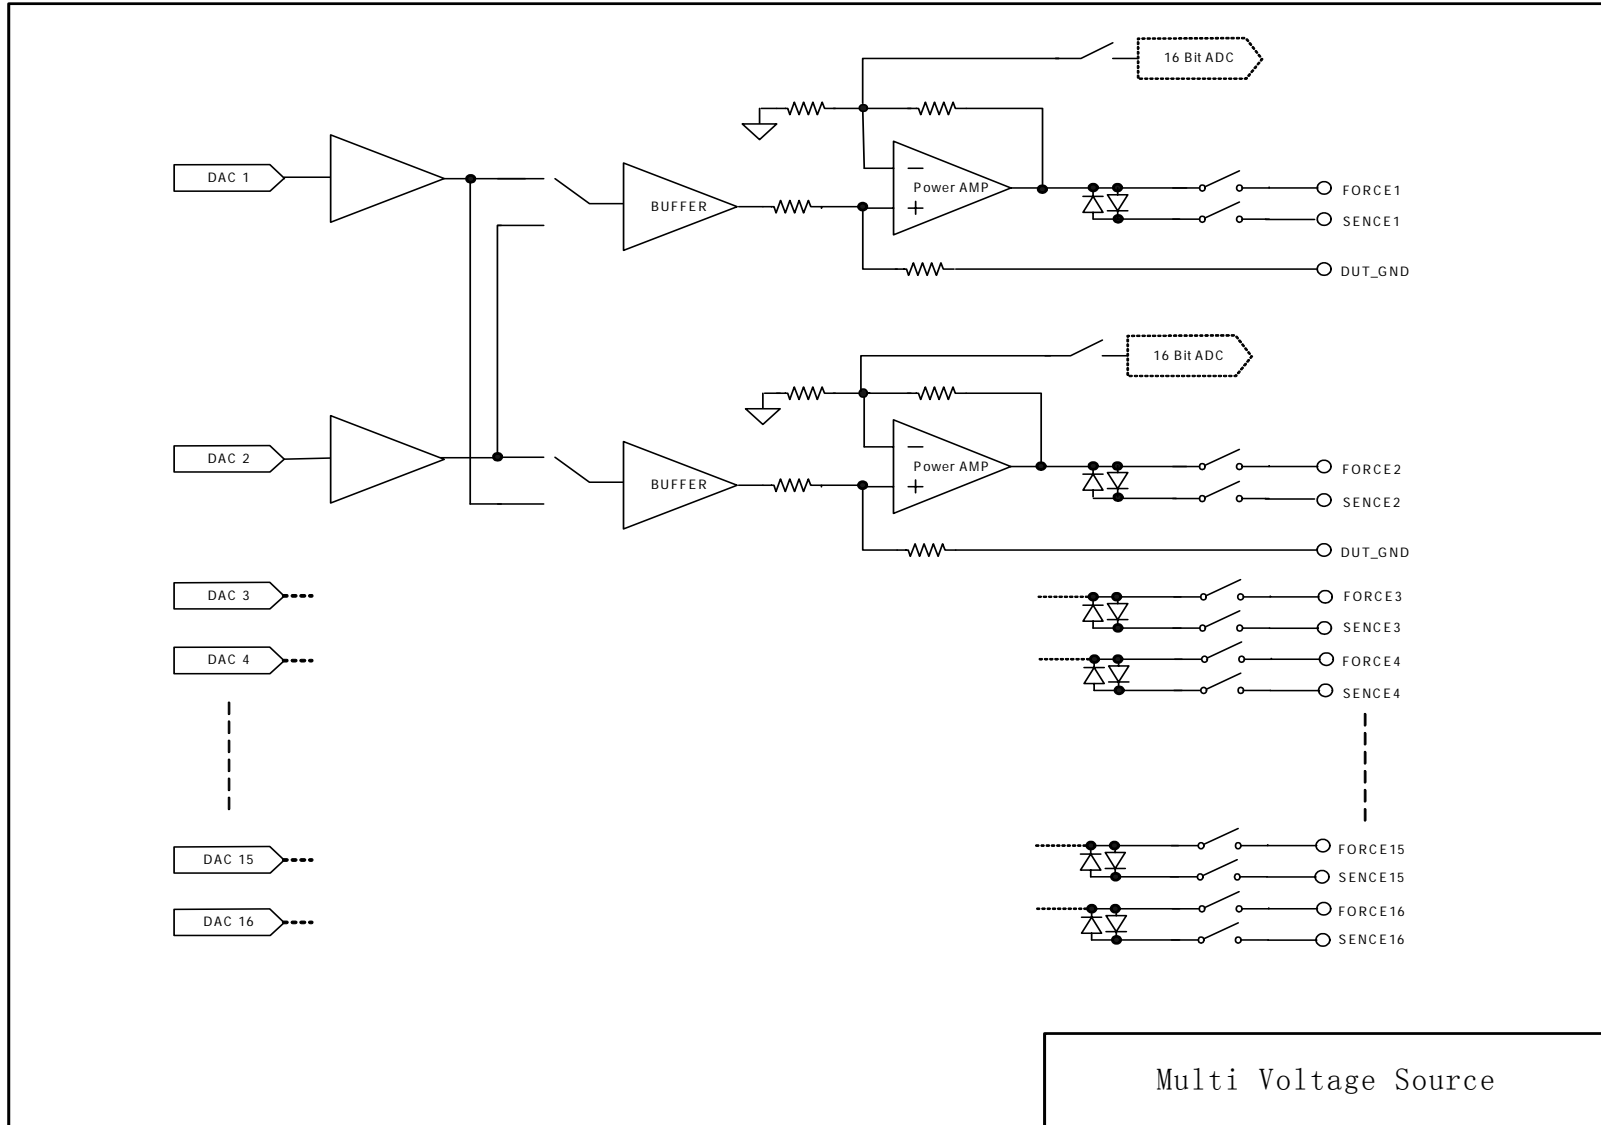 16 Bit ADC
DAC 1
BUFFER
Power AMP
FORCE1
SENCE1
DUT_GND
16 Bit ADC
DAC 2
BUFFER
Power AMP
FORCE2
SENCE2
DUT_GND
DAC 3
FORCE3
SENCE3
DAC 4
FORCE4
SENCE4
DAC 15
FORCE15
SENCE15
DAC 16
FORCE16
SENCE16
Multi Voltage Source